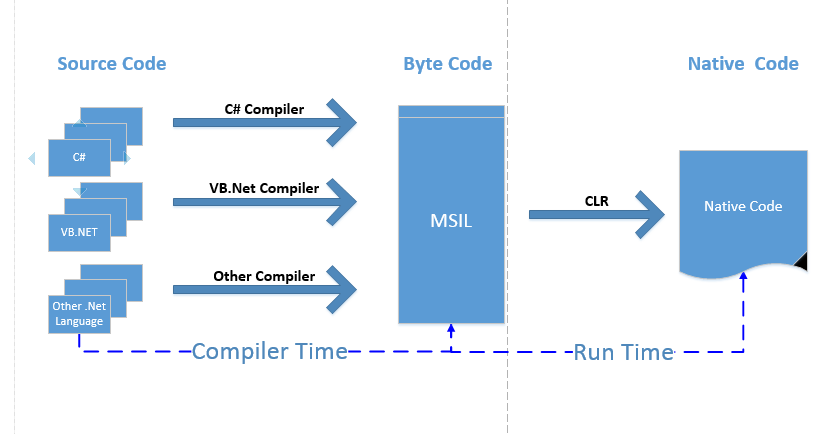 Source Code
Byte Code
Native  Code
C# Compiler
C#
VB.Net Compiler
VB.NET
MSIL
CLR
Native Code
Other Compiler
Other .Net
Language
Compiler Time
Run Time